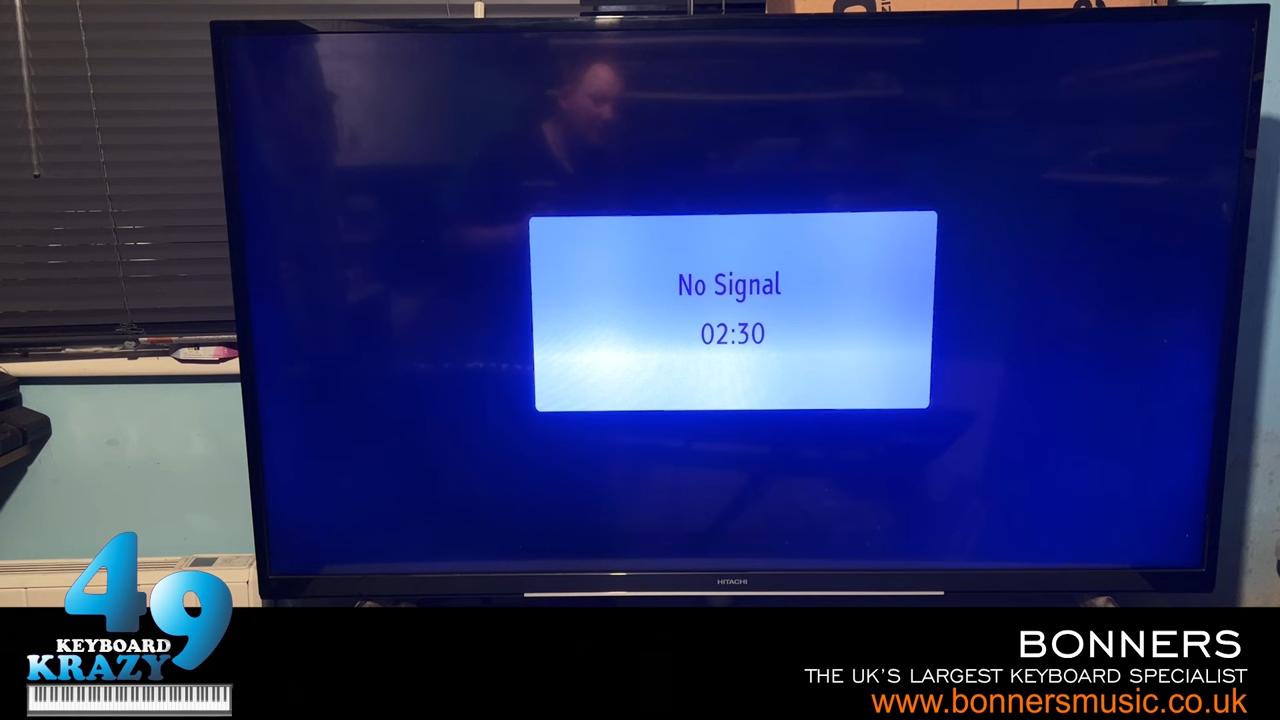 No Signal
02:30
HITACHI
49
KEYBOARD
KRAZY
BONNERS
THE UK'S LARGEST KEYBOARD SPECIALIST
www.bonnersmusic.co.uk